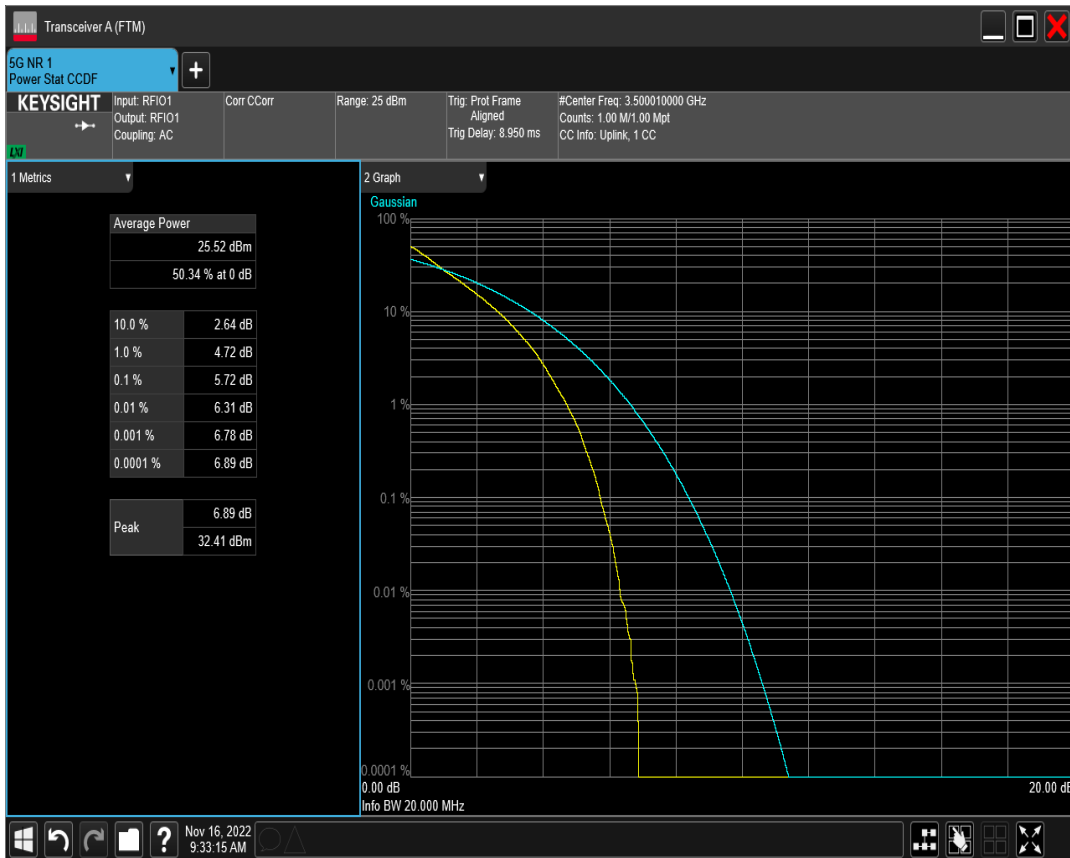 Transceiver A (FTM)
5G NR 1
Power Stat CCDF
+
KEYSIGHT
LXI
Input: RFIO1
Output: RFIO1
Coupling: AC
Corr CCorr
Range: 25 dBm
Trig: Prot Frame
Aligned
Trig Delay: 8.950 ms
#Center Freq: 3.500010000 GHz
Counts: 1.00 M/1.00 Mpt
CC Info: Uplink, 1 CC
1 Metrics
Average Power
25.52 dBm
50.34 % at 0 dB
10.0 % 2.64 dB
1.0 % 4.72 dB
0.1 % 5.72 dB
0.01 % 6.31 dB
0.001 % 6.78 dB
0.0001 % 6.89 dB
Peak
6.89 dB
32.41 dBm
2 Graph
Gaussian
100 %
10 %
1 %
0.1 %
0.01 %
0.001 %
0.0001 %
0.00 dB 20.00 dB
Info BW 20.000 MHz
?
Nov 16, 2022
9:33:15 AM